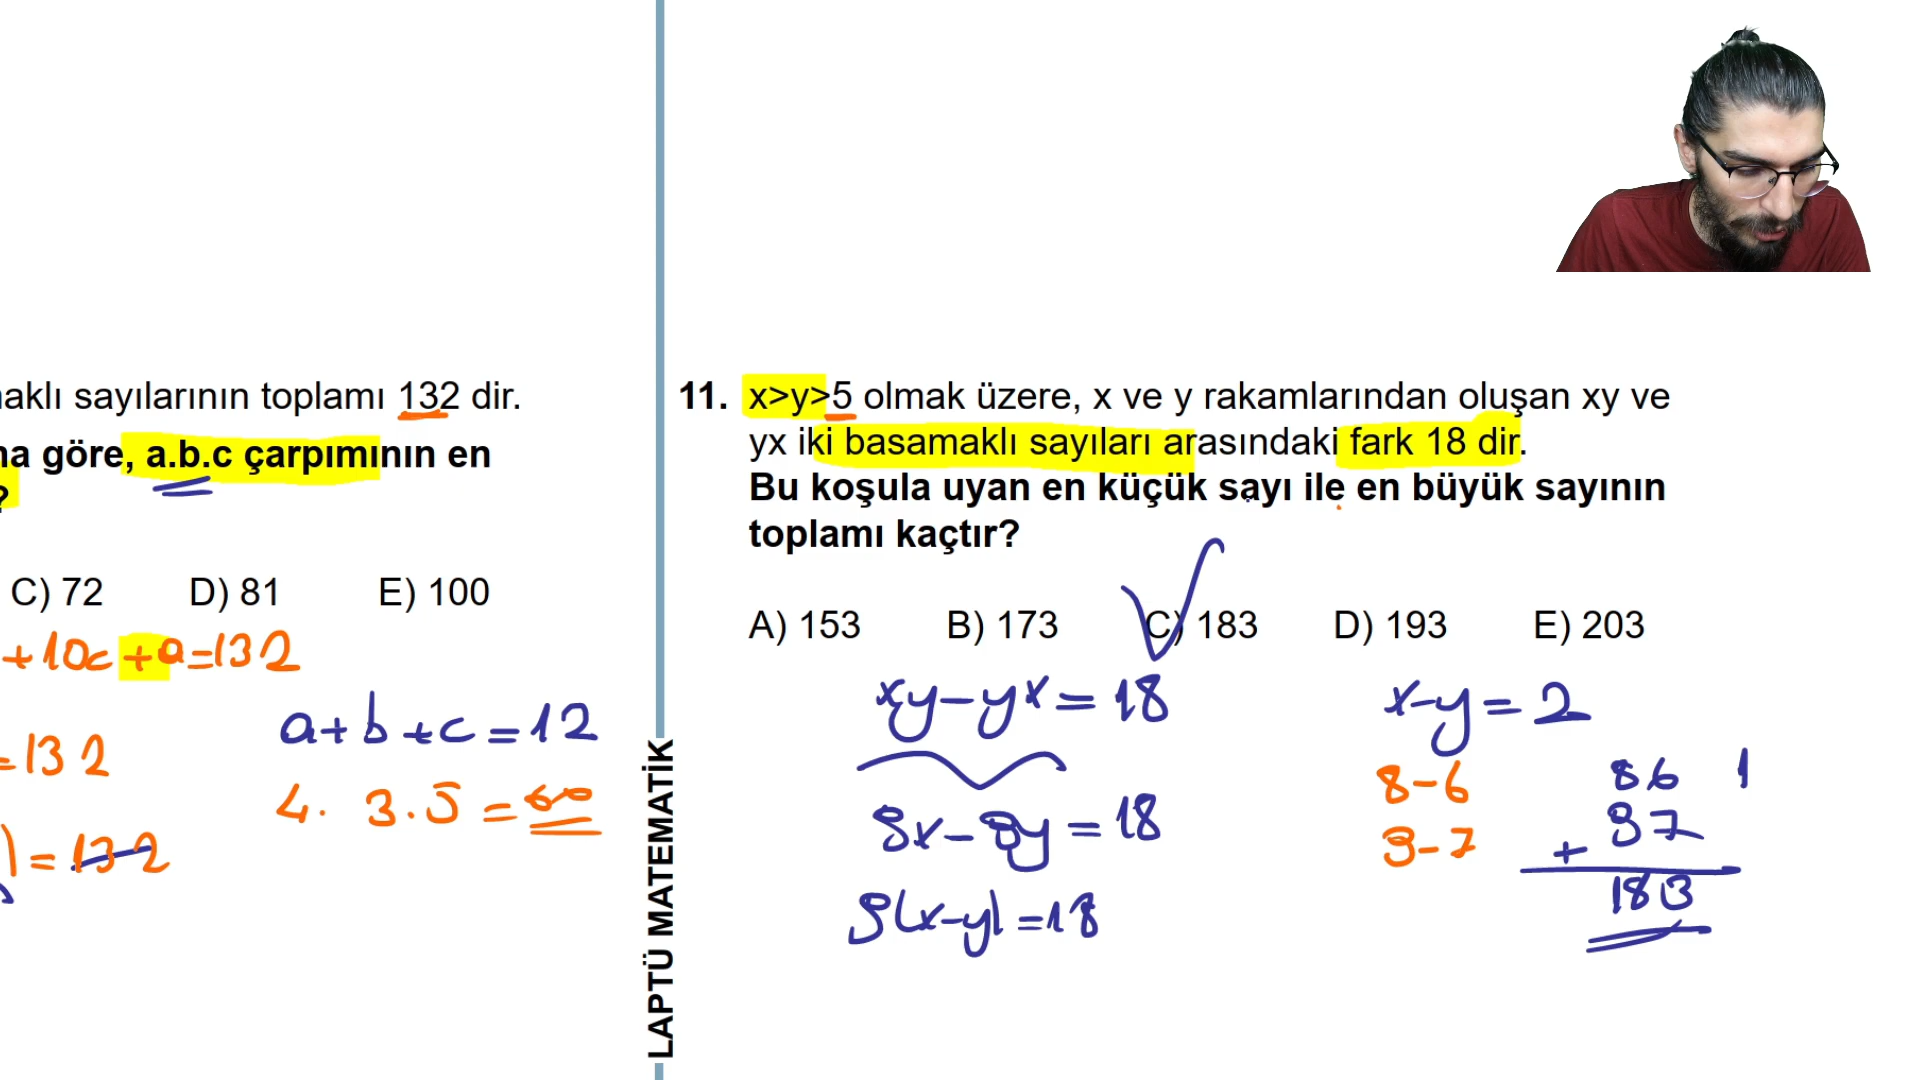 aklı sayılarının toplamı 132 dir.
göre, a.b.c çarpımının en
?
C) 72 D) 81 E) 100
+10c+a=132
=132
)=132
a+b+c=12
4. 3.5=60
LAPTÜ MATEMATİK
11. x>y>5 olmak üzere, x ve y rakamlarından oluşan xy ve
yx iki basamaklı sayıları arasındaki fark 18 dir.
Bu koşula uyan en küçük sayı ile en büyük sayının
toplamı kaçtır?
A) 153 B) 173 C) 183 D) 193 E) 203
xy-yx=18
9x-9y=18
9(x-y)=18
x-y=2
8-6
9-7
86 1
+ 97
183